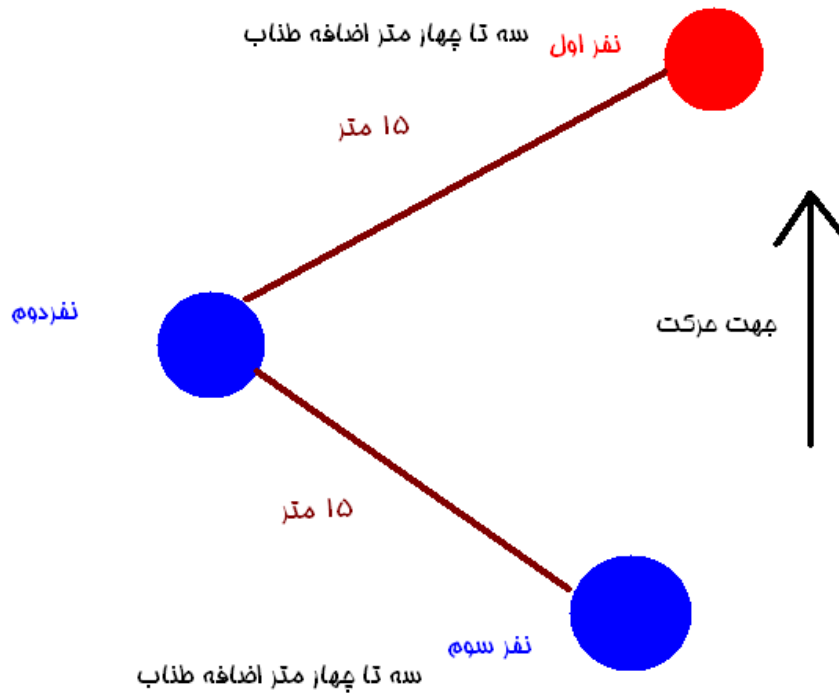 سه تا چهار متر اضافه طناب
نفر اول
۱۵ متر
نفردوم
جهت حرکت
۱۵ متر
نفر سوم
سه تا چهار متر اضافه طناب